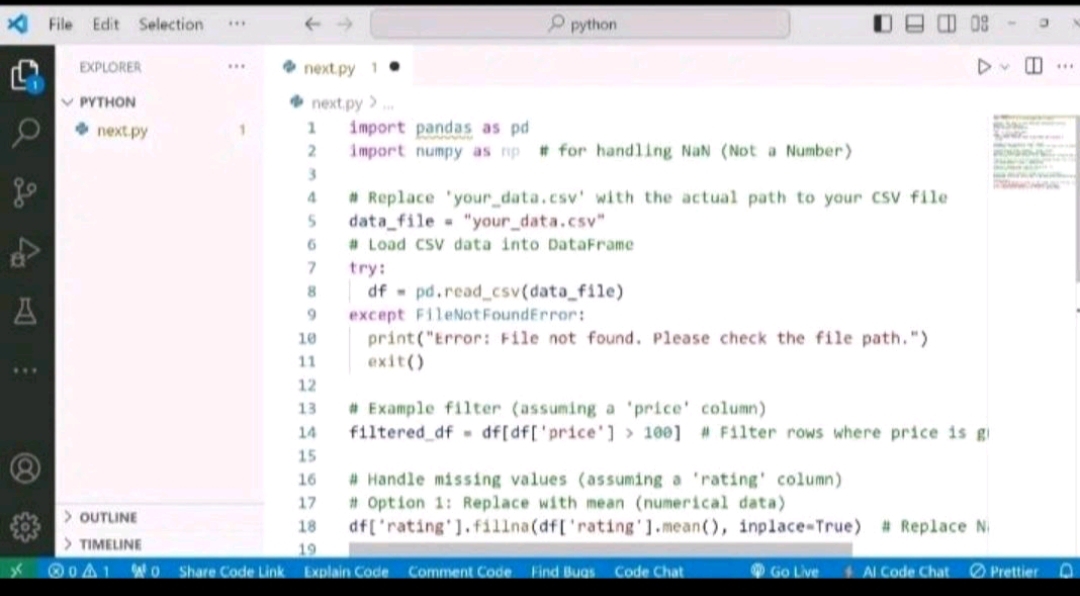 File Edit Selection ... python
EXPLORER ...
PYTHON
next.py 1
OUTLINE
TIMELINE
next.py 1
next.py > ...
1 import pandas as pd
2 import numpy as np # for handling NaN (Not a Number)
3
4 # Replace 'your_data.csv' with the actual path to your CSV file
5 data_file = "your_data.csv"
6 # Load CSV data into DataFrame
7 try:
8 df = pd.read_csv(data_file)
9 except FileNotFoundError:
10 print("Error: File not found. Please check the file path.")
11 exit()
12
13 # Example filter (assuming a 'price' column)
14 filtered_df = df[df['price'] > 100] # Filter rows where price is g
15
16 # Handle missing values (assuming a 'rating' column)
17 # Option 1: Replace with mean (numerical data)
18 df['rating'].fillna(df['rating'].mean(), inplace=True) # Replace N
19
0 1 0 Share Code Link Explain Code Comment Code Find Bugs Code Chat Go Live AI Code Chat Prettier